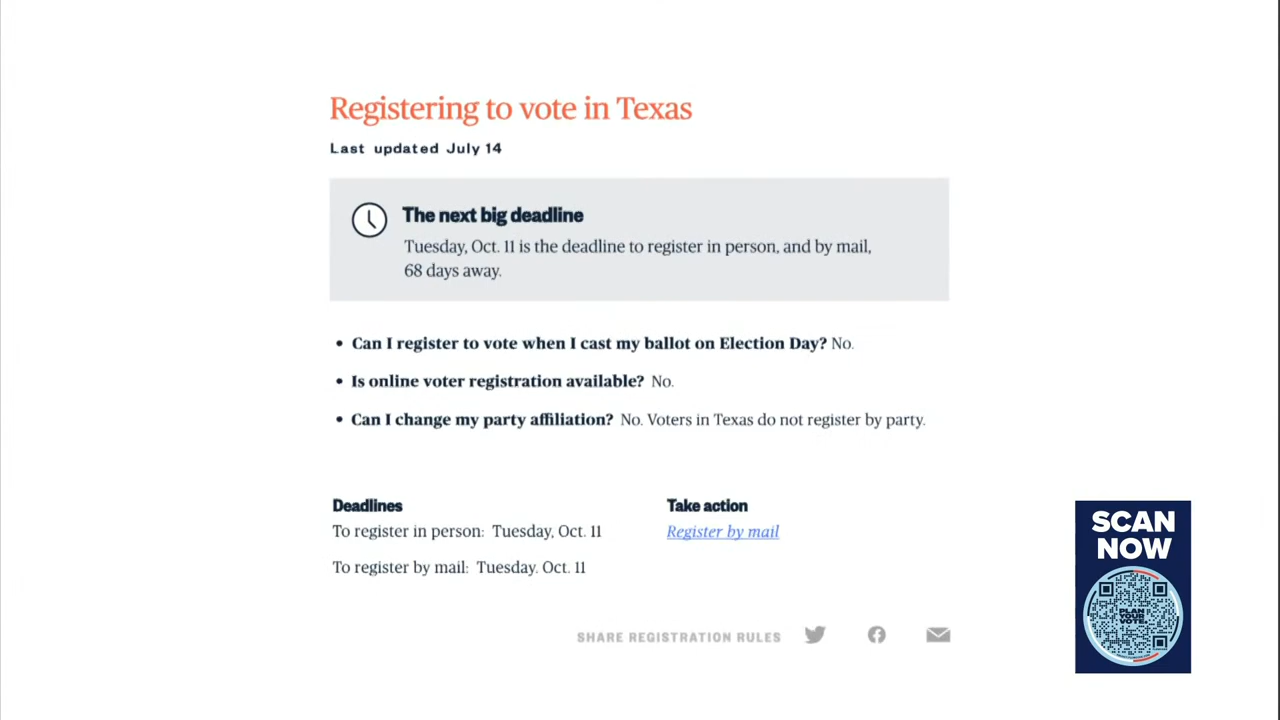 Registering to vote in Texas
Last updated July 14
The next big deadline
Tuesday, Oct. 11 is the deadline to register in person, and by mail,
68 days away.
• Can I register to vote when I cast my ballot on Election Day? No.
• Is online voter registration available? No.
• Can I change my party affiliation? No. Voters in Texas do not register by party.
Deadlines
To register in person: Tuesday, Oct. 11
To register by mail: Tuesday. Oct. 11
Take action
Register by mail
SHARE REGISTRATION RULES
SCAN
NOW
PLAN
YOUR
VOTE.